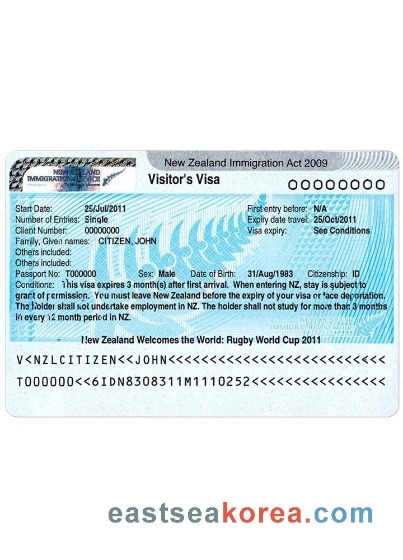 NEW ZEALAND
IMMIGRATION SERVICE
New Zealand Immigration Act 2009
Visitor's Visa
OOOOOOOO
Start Date: 25/Jul/2011 First entry before: N/A
Number of Entries: Single Expiry date travel: 25/Oct/2011
Client Number: 00000000 Visa expiry: See Conditions
Family, Given names: CITIZEN, JOHN
Others included:
Others included:
Passport No: T000000 Sex: Male Date of Birth: 31/Aug/1983 Citizenship: ID
Conditions: This visa expires 3 month(s) after first arrival. When entering NZ, stay is subject to
grant of permission. You must leave New Zealand before the expiry of your visa or face deportation.
The holder shall not undertake employment in NZ. The holder shall not study for more than 3 months
in every 12 month period in NZ.
IMMIGRATION
New Zealand Welcomes the World: Rugby World Cup 2011
V<NZLCITIZEN<<JOHN<<<<<<<<<<<<<<<<<<<<<<<<<<
T000000<<6IDN8308311M1110252<<<<<<<<<<<<<<<<
eastseakorea.com